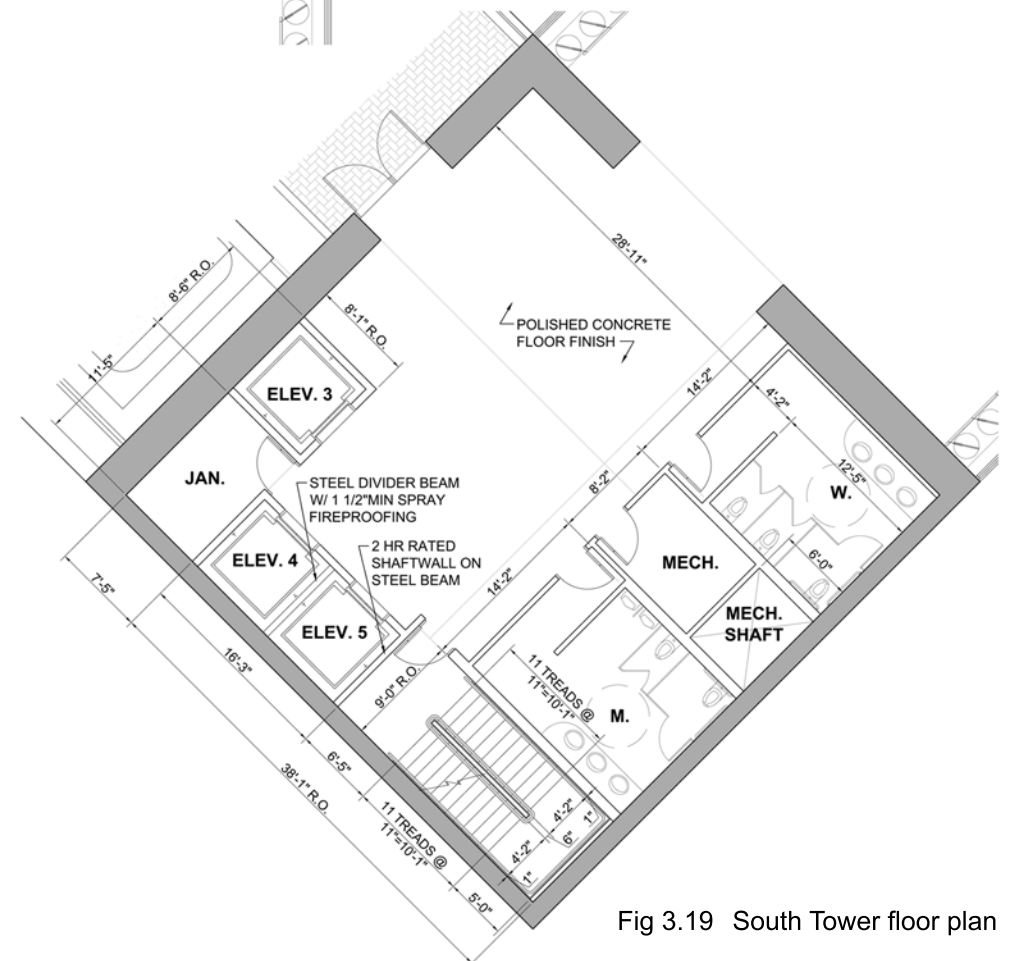 28'-11"
8'-6" R.O.
8'-1" R.O.
POLISHED CONCRETE
FLOOR FINISH
11'-5"
14'-2"
ELEV. 3
4'-2"
JAN.
STEEL DIVIDER BEAM
W/ 1 1/2"MIN SPRAY
FIREPROOFING
8'-2"
12'-5"
W.
2 HR RATED
SHAFTWALL ON
STEEL BEAM
ELEV. 4
MECH.
6'-0"
7'-5"
14'-2"
MECH.
SHAFT
ELEV. 5
16'-3"
9'-0" R.O.
11 TREADS @
11"=10'-1"
M.
6'-5"
38'-1" R.O.
11 TREADS @
11"=10'-1"
4'-2"
1"
6"
4'-2"
1"
5'-0"
Fig 3.19 South Tower floor plan